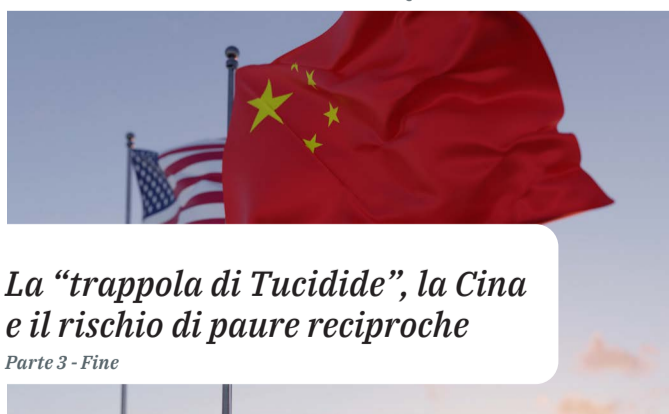 La “trappola di Tucidide”, la Cina
e il rischio di paure reciproche
Parte 3 - Fine